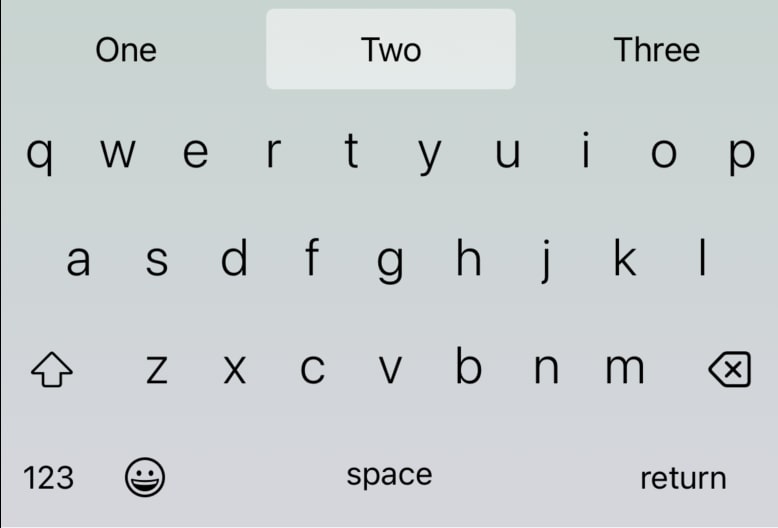 One Two Three
q w e r t y u i o p
a s d f g h j k l
z x c v b n m
123 space return